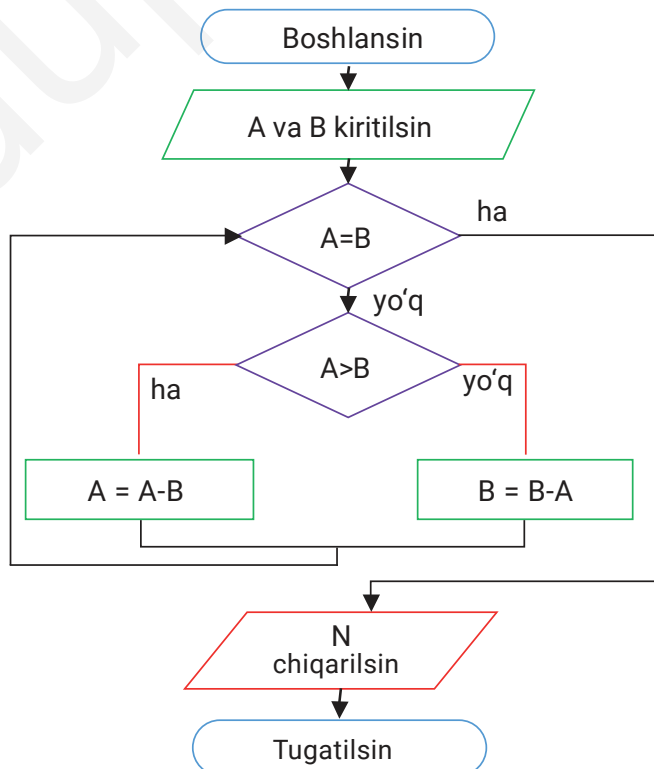 Boshlansin
A va B kiritilsin
A=B
ha
yo‘q
A>B
ha
yo‘q
A = A-B
B = B-A
N
chiqarilsin
Tugatilsin